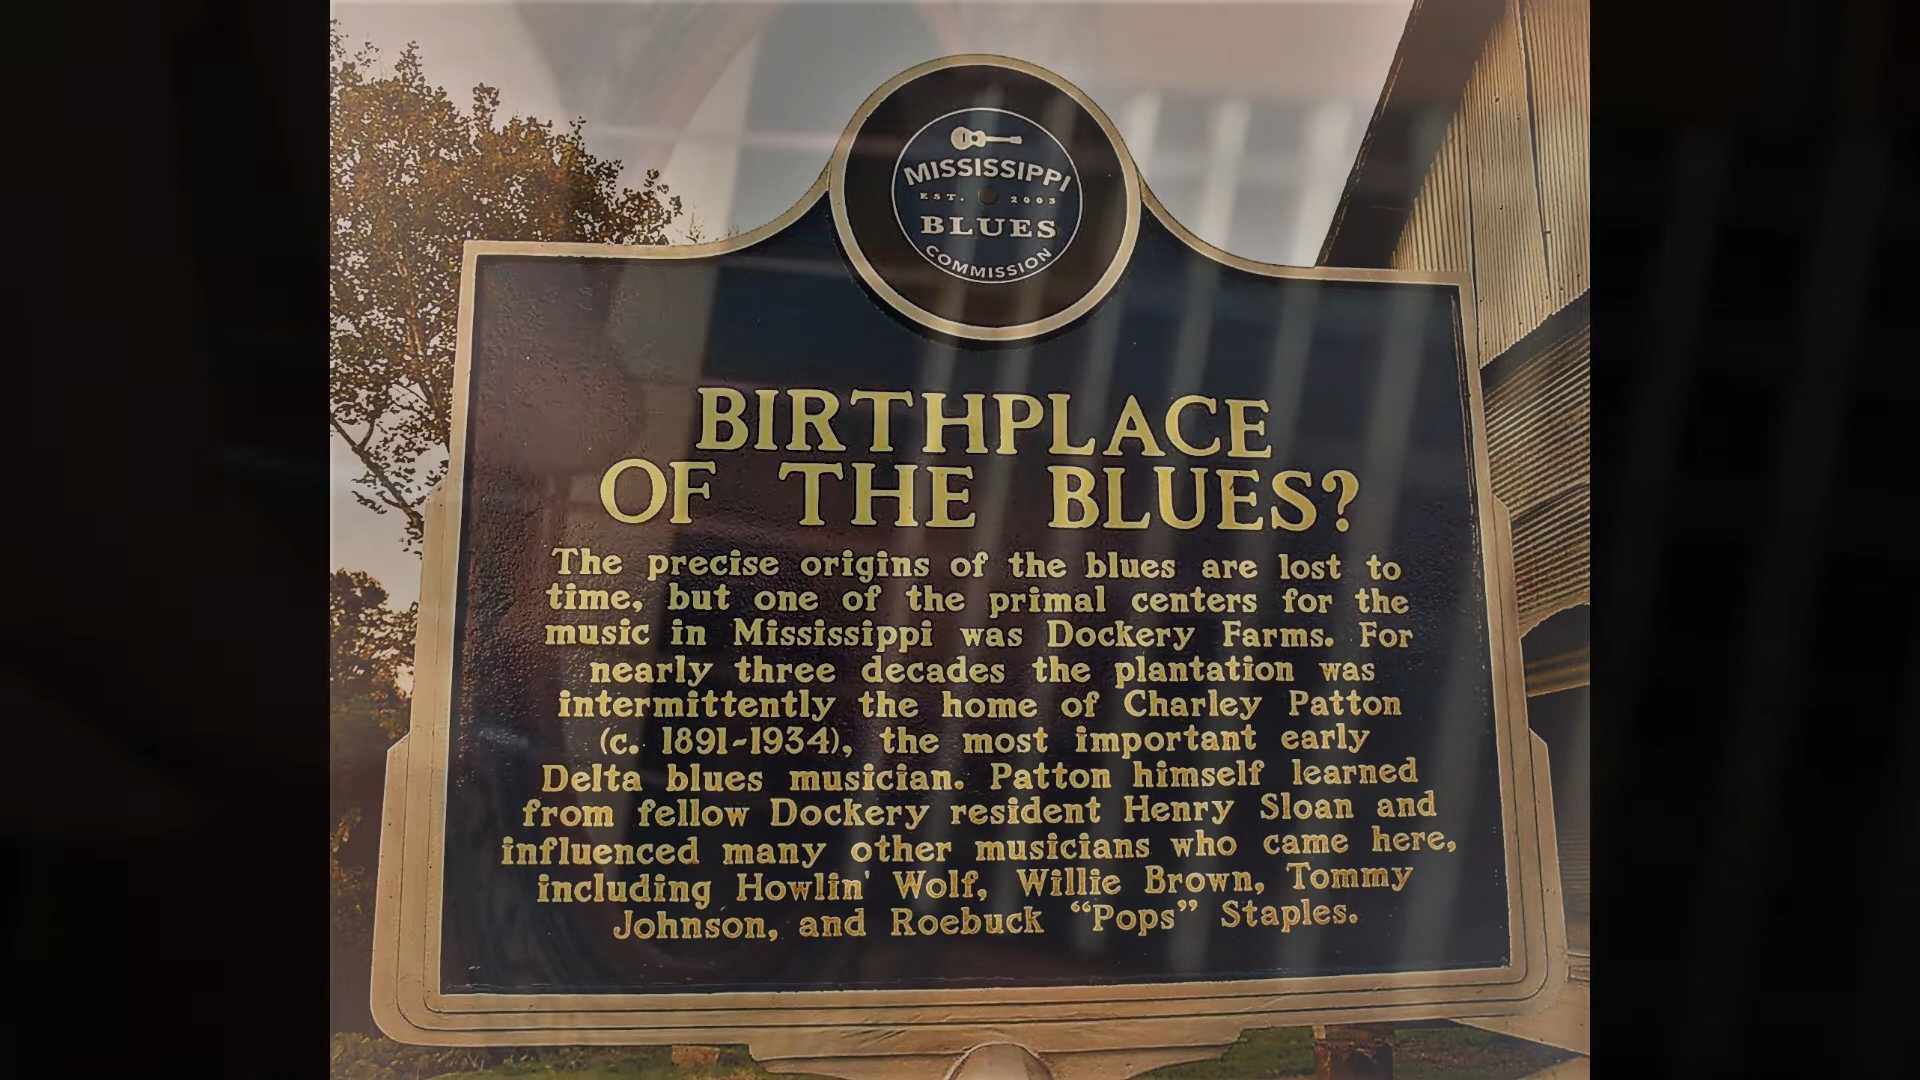 MISSISSIPPI
EST. 2003
BLUES
COMMISSION
BIRTHPLACE
OF THE BLUES?
The precise origins of the blues are lost to
time, but one of the primal centers for the
music in Mississippi was Dockery Farms. For
nearly three decades the plantation was
intermittently the home of Charley Patton
(c. 1891-1934), the most important early
Delta blues musician. Patton himself learned
from fellow Dockery resident Henry Sloan and
influenced many other musicians who came here,
including Howlin' Wolf, Willie Brown, Tommy
Johnson, and Roebuck “Pops” Staples.